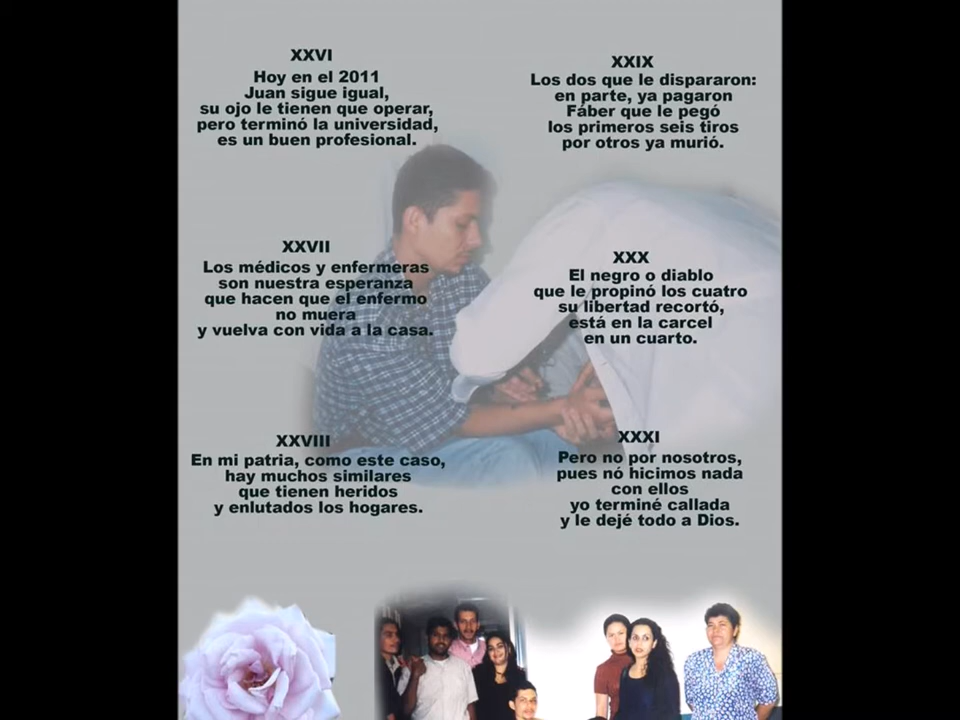 XXVI
Hoy en el 2011
Juan sigue igual,
su ojo le tienen que operar,
pero terminó la universidad,
es un buen profesional.
XXVII
Los médicos y enfermeras
son nuestra esperanza
que hacen que el enfermo
no muera
y vuelva con vida a la casa.
XXVIII
En mi patria, como este caso,
hay muchos similares
que tienen heridos
y enlutados los hogares.
XXIX
Los dos que le dispararon:
en parte, ya pagaron
Fáber que le pegó
los primeros seis tiros
por otros ya murió.
XXX
El negro o diablo
que le propinó los cuatro
su libertad recortó,
está en la carcel
en un cuarto.
XXXI
Pero no por nosotros,
pues nó hicimos nada
con ellos
yo terminé callada
y le dejé todo a Dios.